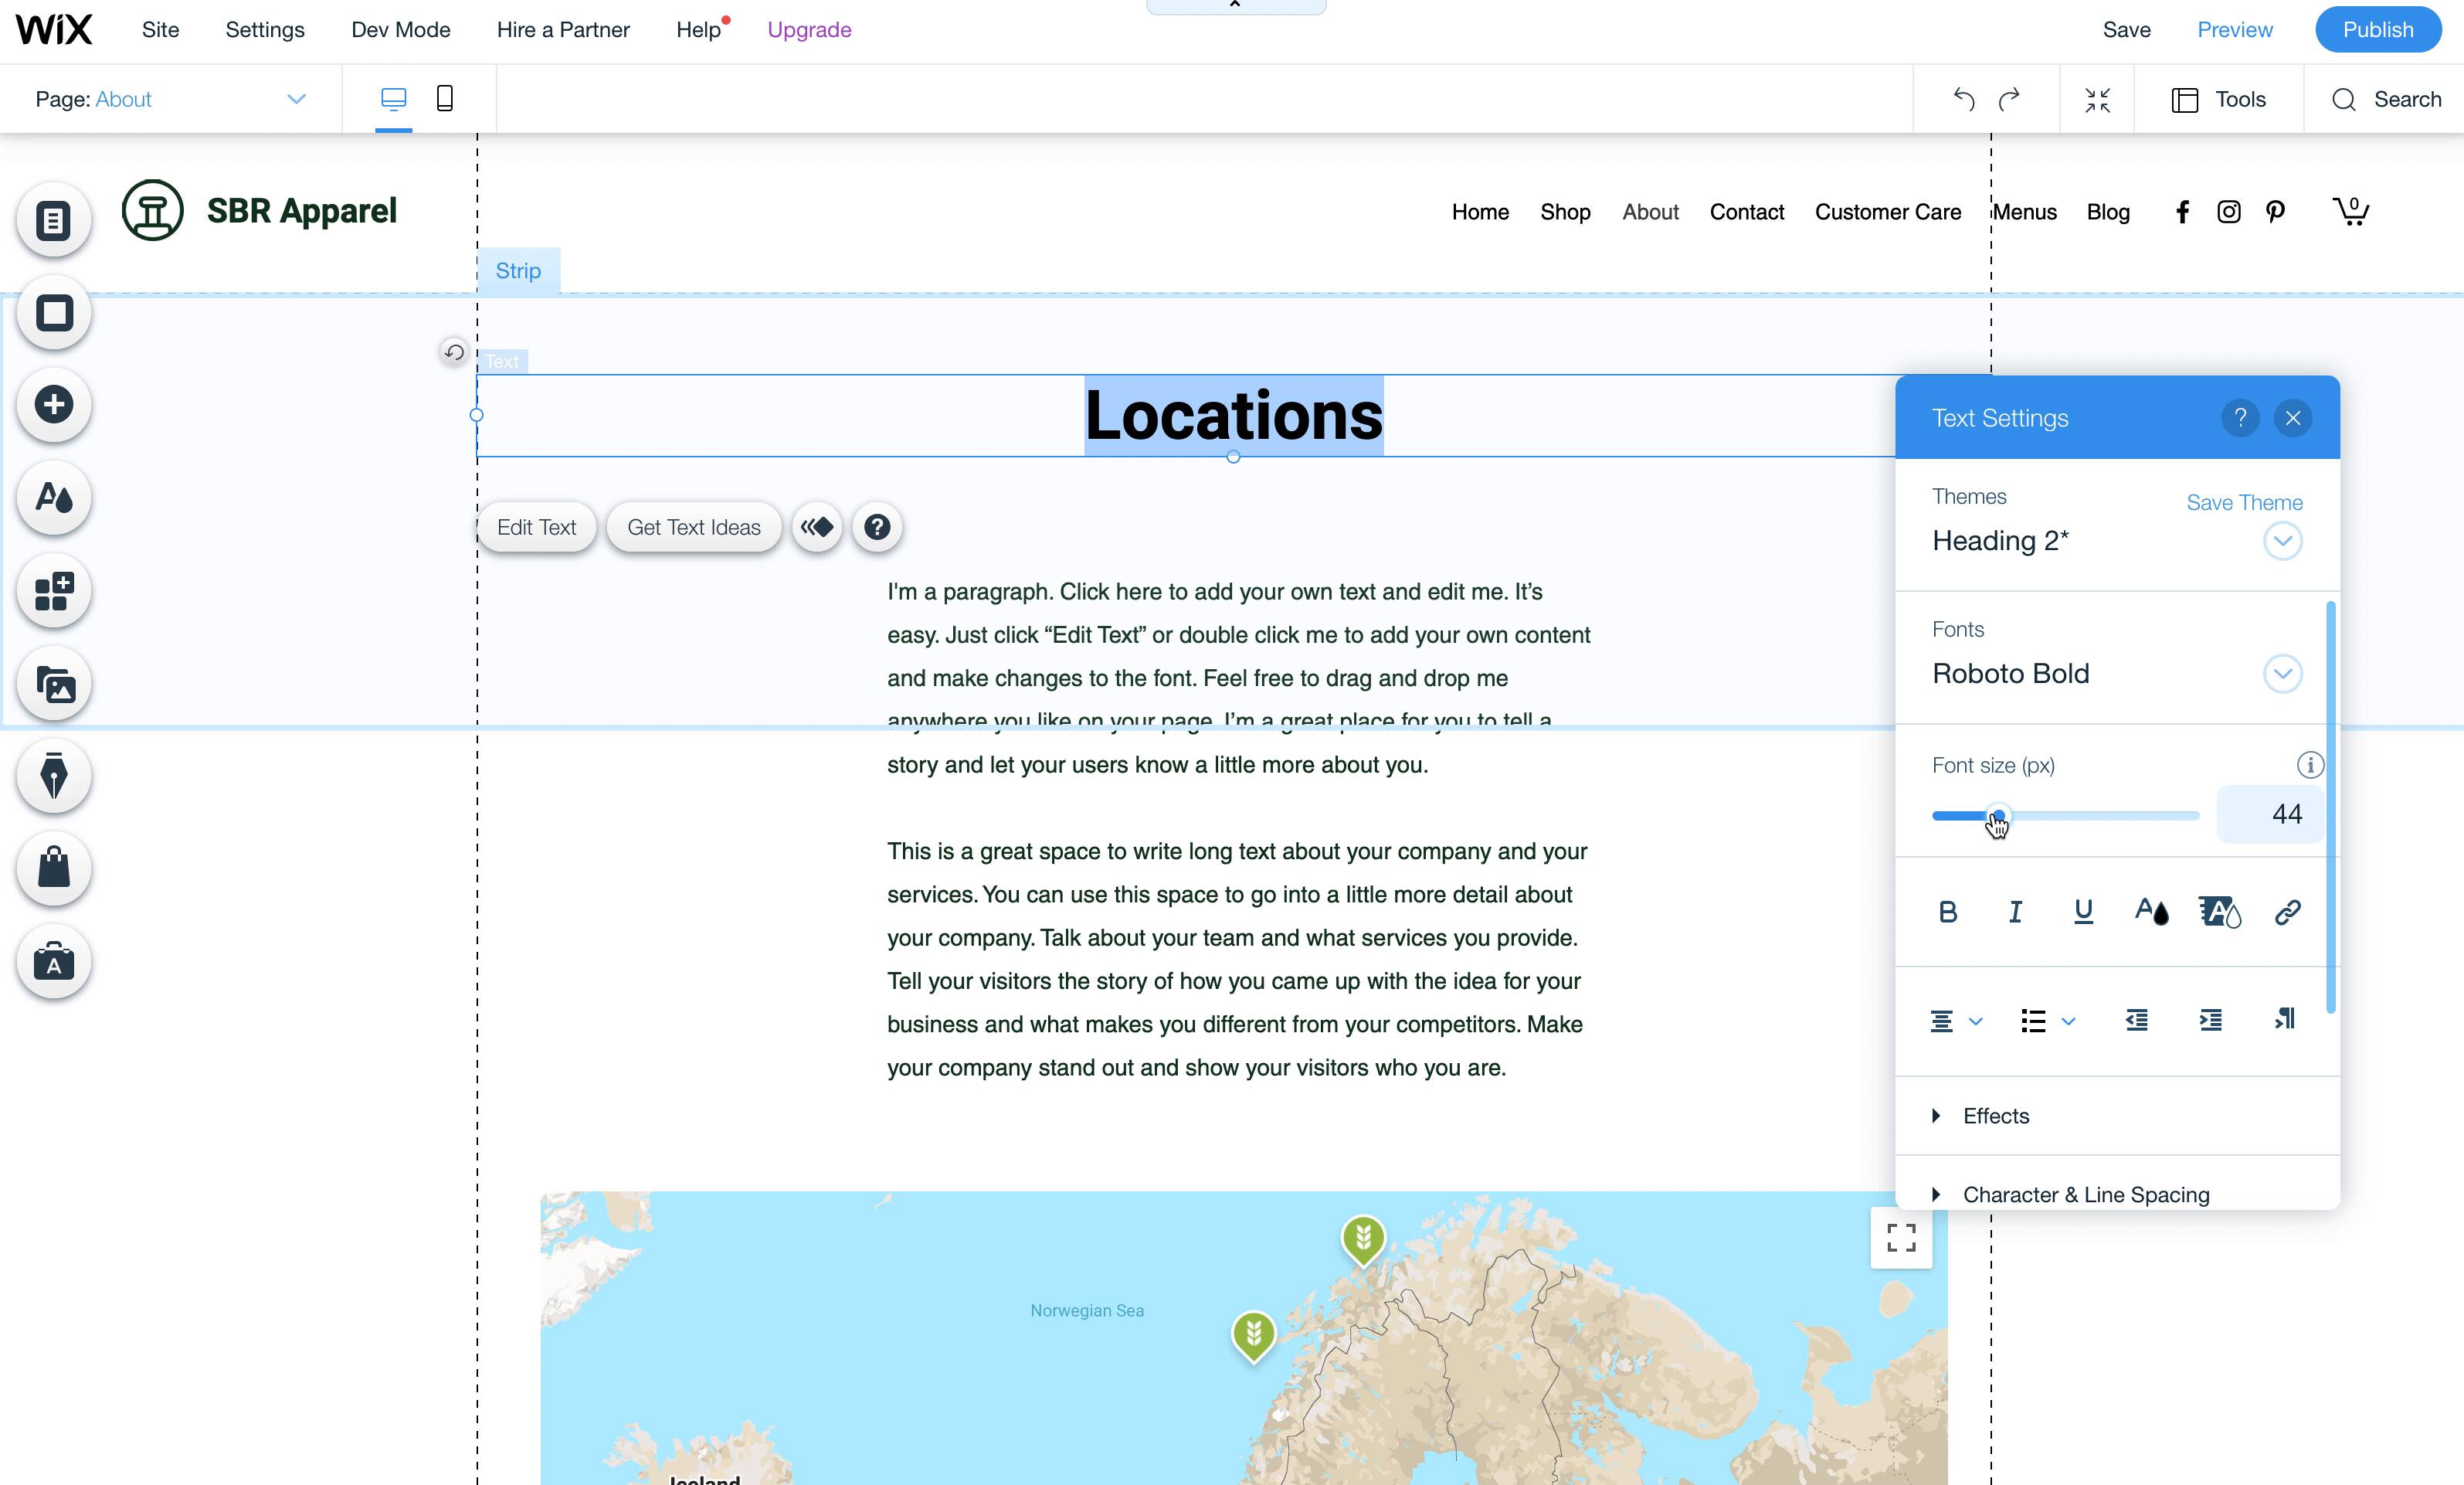 WiX Site Settings Dev Mode Hire a Partner Help Upgrade Save Preview Publish
Page: About Tools Search
SBR Apparel Home Shop About Contact Customer Care Menus Blog 0
Strip
Text
Locations
Edit Text Get Text Ideas ?
I'm a paragraph. Click here to add your own text and edit me. It’s
easy. Just click “Edit Text” or double click me to add your own content
and make changes to the font. Feel free to drag and drop me
anywhere you like on your page. I’m a great place for you to tell a
story and let your users know a little more about you.
This is a great space to write long text about your company and your
services. You can use this space to go into a little more detail about
your company. Talk about your team and what services you provide.
Tell your visitors the story of how you came up with the idea for your
business and what makes you different from your competitors. Make
your company stand out and show your visitors who you are.
Text Settings ?
Themes Save Theme
Heading 2*
Fonts
Roboto Bold
Font size (px)
44
B I U A A
Effects
Character & Line Spacing
Norwegian Sea
Iceland